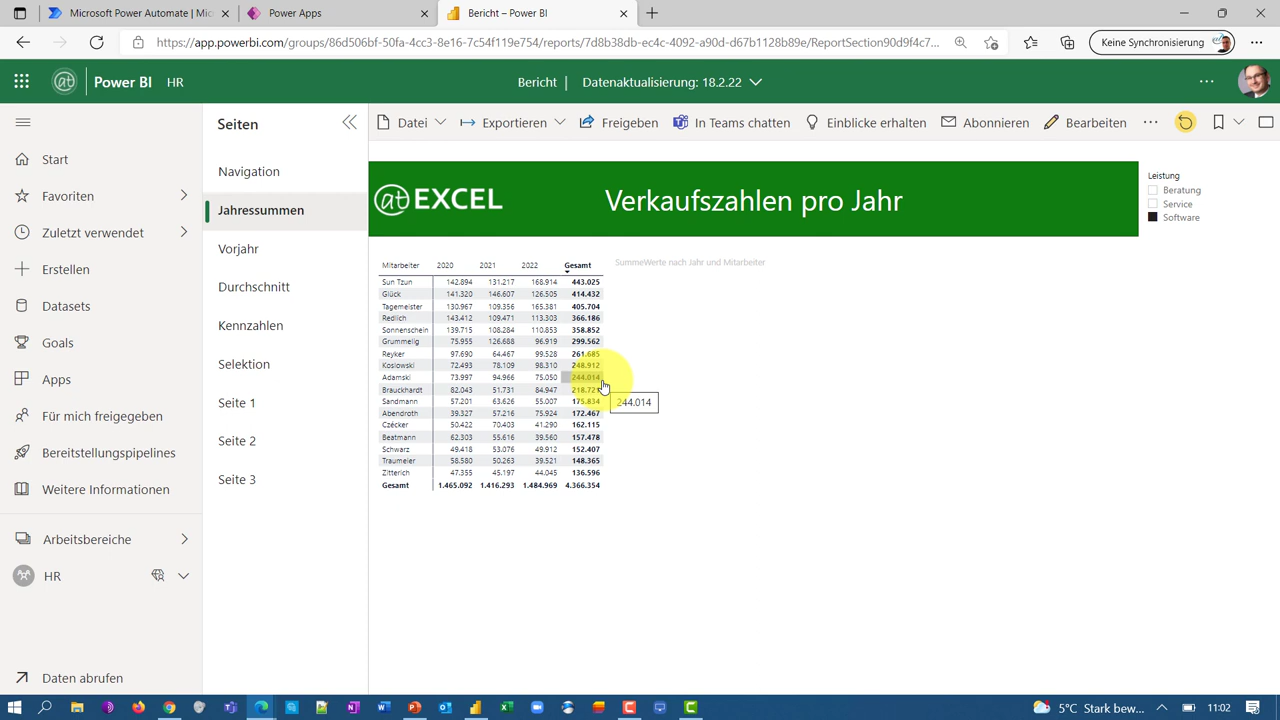 Microsoft Power Automate | Mic
Power Apps
Bericht – Power BI
https://app.powerbi.com/groups/86d506bf-50fa-4cc3-8e16-7c54f119e754/reports/7d8b38db-ec4c-4092-a90d-d67b1128b89e/ReportSection90d9f4c7...
Keine Synchronisierung
at Power BI HR
Bericht | Datenaktualisierung: 18.2.22
Seiten
Datei
Exportieren
Freigeben
In Teams chatten
Einblicke erhalten
Abonnieren
Bearbeiten
Start
Favoriten
Zuletzt verwendet
Erstellen
Datasets
Goals
Apps
Für mich freigegeben
Bereitstellungspipelines
Weitere Informationen
Arbeitsbereiche
HR
Daten abrufen
Navigation
Jahressummen
Vorjahr
Durchschnitt
Kennzahlen
Selektion
Seite 1
Seite 2
Seite 3
at EXCEL
Verkaufszahlen pro Jahr
Leistung
Beratung
Service
Software
SummeWerte nach Jahr und Mitarbeiter
Mitarbeiter 2020 2021 2022 Gesamt
Sun Tzun 142.894 131.217 168.914 443.025
Glück 141.320 146.607 126.505 414.432
Tagemeister 130.967 109.356 165.381 405.704
Redlich 143.412 109.471 113.303 366.186
Sonnenschein 139.715 108.284 110.853 358.852
Grummelig 75.955 126.688 96.919 299.562
Reyker 97.690 64.467 99.528 261.685
Koslowski 72.493 78.109 98.310 248.912
Adamski 73.997 94.966 75.050 244.014
Brauckhardt 82.043 51.731 84.947 218.721
Sandmann 57.201 63.626 55.007 175.834
Abendroth 39.327 57.216 75.924 172.467
Czécker 50.422 70.403 41.290 162.115
Beatmann 62.303 55.616 39.560 157.478
Schwarz 49.418 53.076 49.912 152.407
Traumeier 58.580 50.263 39.521 148.365
Zitterich 47.355 45.197 44.045 136.596
Gesamt 1.465.092 1.416.293 1.484.969 4.366.354
244.014
5°C Stark bew...
11:02